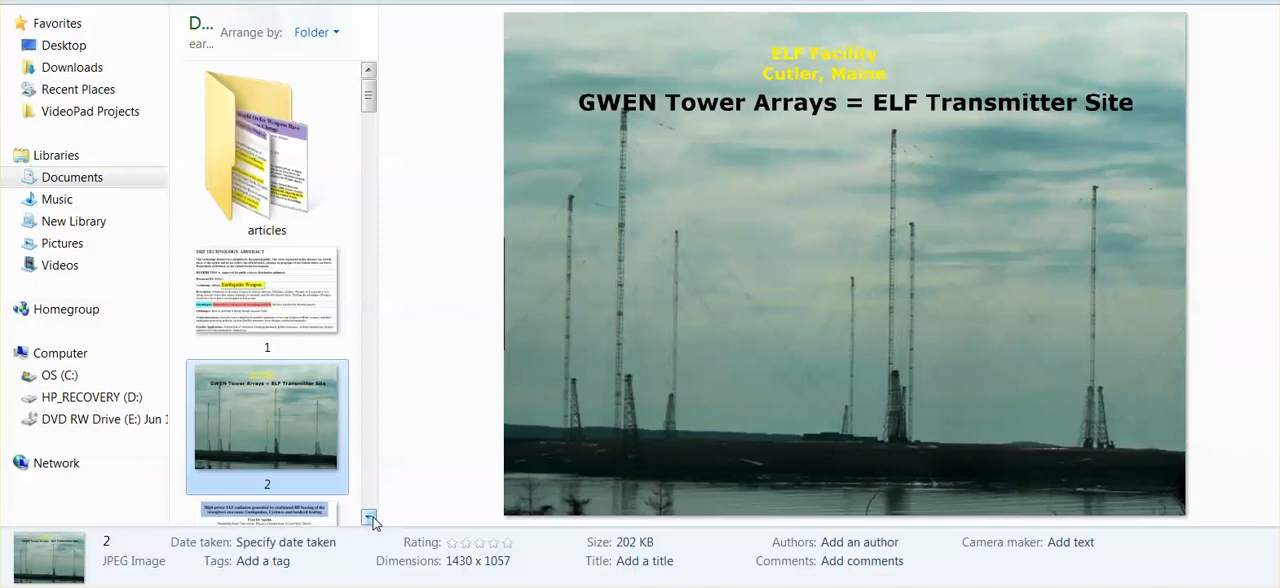 Favorites
Desktop
Downloads
Recent Places
VideoPad Projects
Libraries
Documents
Music
New Library
Pictures
Videos
Homegroup
Computer
OS (C:)
HP_RECOVERY (D:)
DVD RW Drive (E:) Jun 1
Network
D...
ear...
Arrange by: Folder
articles
Earthquake Weapon
1
2
ELF Facility
Cutler, Maine
GWEN Tower Arrays = ELF Transmitter Site
2
JPEG Image
Date taken: Specify date taken
Tags: Add a tag
Rating:
Dimensions: 1430 x 1057
Size: 202 KB
Title: Add a title
Authors: Add an author
Comments: Add comments
Camera maker: Add text